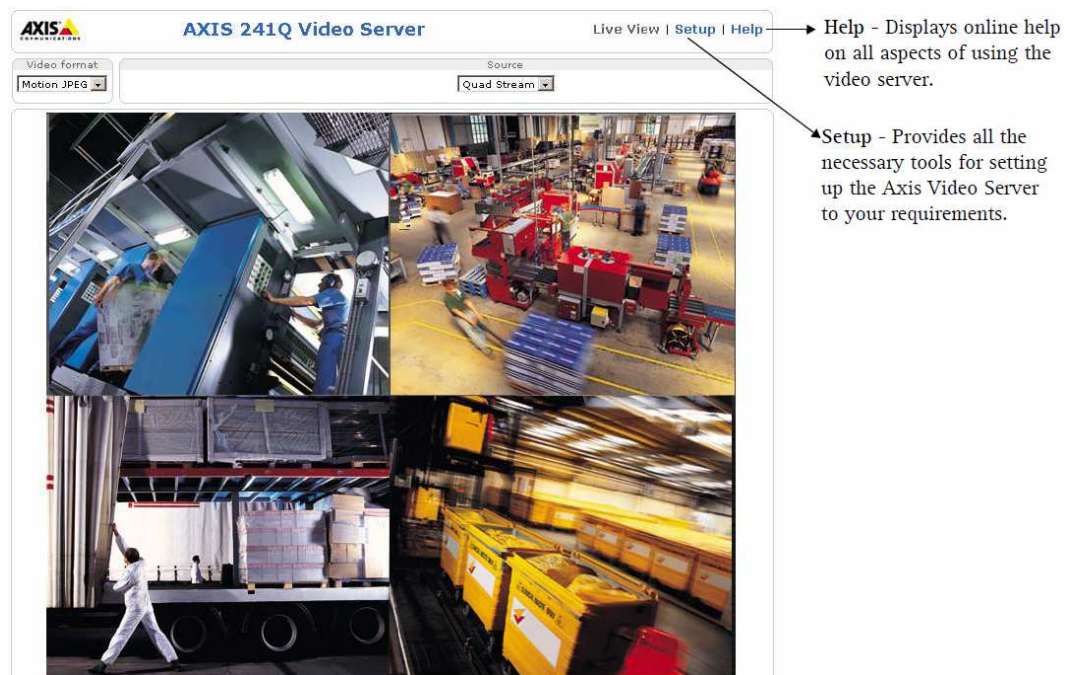 AXIS
COMMUNICATIONS
AXIS 241Q Video Server
Live View | Setup | Help
Video format
Motion JPEG
Source
Quad Stream
Help - Displays online help
on all aspects of using the
video server.
Setup - Provides all the
necessary tools for setting
up the Axis Video Server
to your requirements.